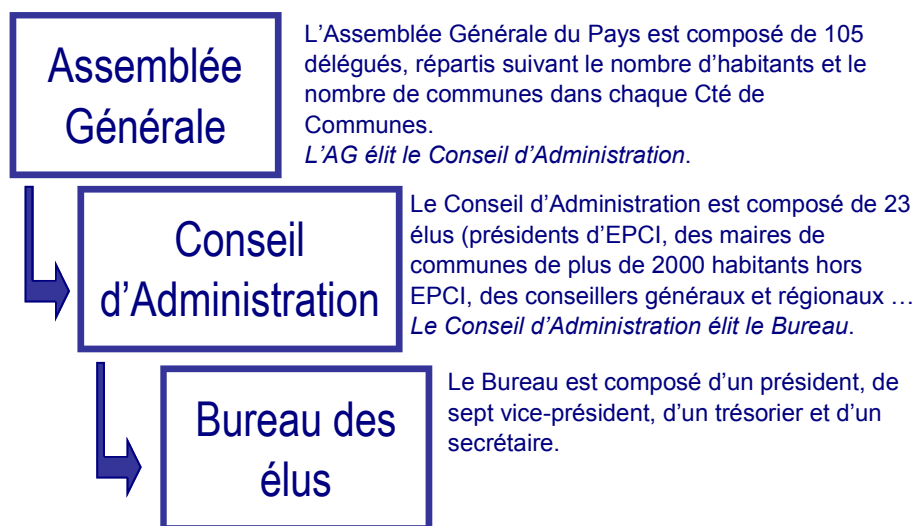 Assemblée
Générale
L'Assemblée Générale du Pays est composé de 105
délégués, répartis suivant le nombre d'habitants et le
nombre de communes dans chaque Cté de
Communes.
L'AG élit le Conseil d'Administration.
Conseil
d'Administration
Le Conseil d'Administration est composé de 23
élus (présidents d'EPCI, des maires de
communes de plus de 2000 habitants hors
EPCI, des conseillers généraux et régionaux …
Le Conseil d'Administration élit le Bureau.
Bureau des
élus
Le Bureau est composé d'un président, de
sept vice-président, d'un trésorier et d'un
secrétaire.